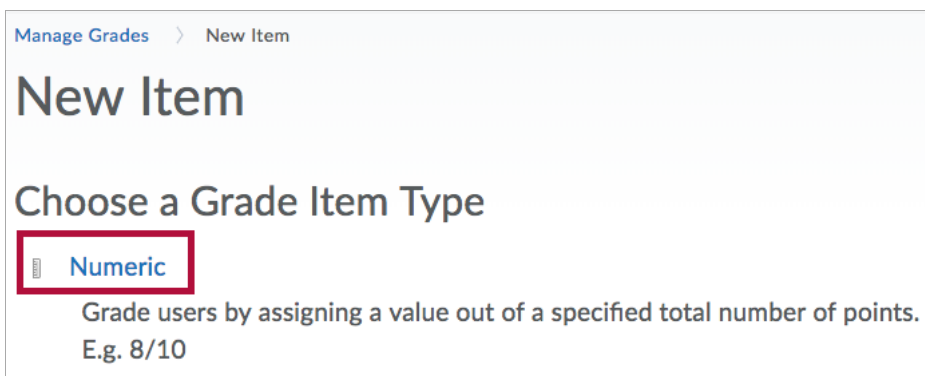 Manage Grades > New Item
New Item
Choose a Grade Item Type
Numeric
Grade users by assigning a value out of a specified total number of points.
E.g. 8/10